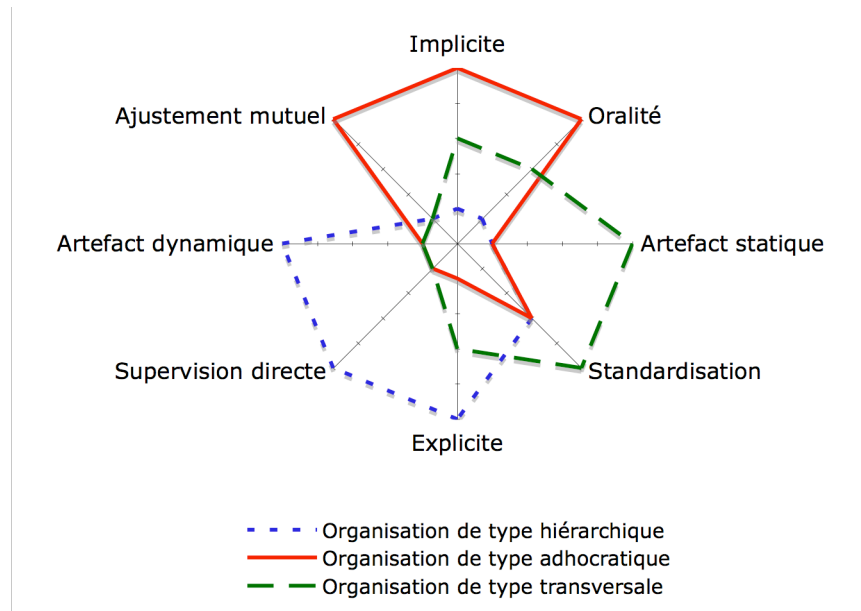 Implicite
Ajustement mutuel
Oralité
Artefact dynamique
Artefact statique
Supervision directe
Standardisation
Explicite
Organisation de type hiérarchique
Organisation de type adhocratique
Organisation de type transversale